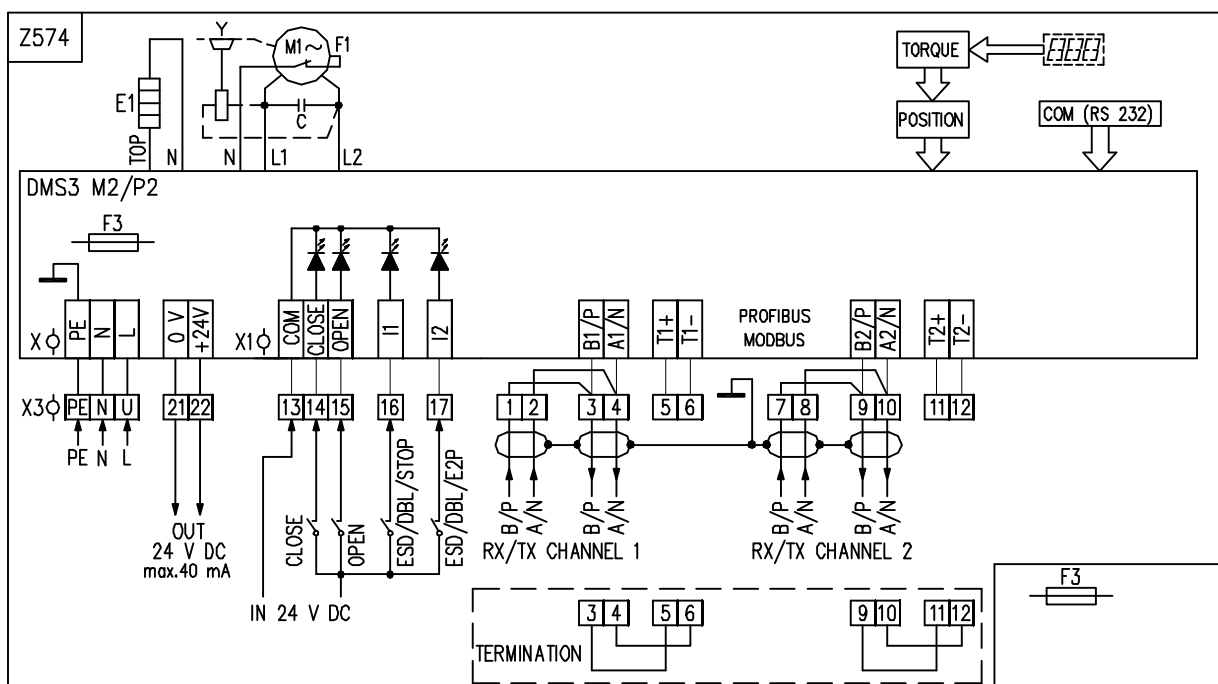 Z574
Y
M1~
F1
E1
C
TOP
N
N
L1
L2
TORQUE
POSITION
COM (RS 232)
DMS3 M2/P2
F3
X
PE
N
L
0 V
+24V
X1
COM
CLOSE
OPEN
I1
I2
B1/P
A1/N
T1+
T1-
PROFIBUS
MODBUS
B2/P
A2/N
T2+
T2-
X3
PE
N
U
21
22
13
14
15
16
17
1
2
3
4
5
6
7
8
9
10
11
12
PE
N
L
OUT
24 V DC
max.40 mA
CLOSE
OPEN
ESD/DBL/STOP
ESD/DBL/E2P
IN 24 V DC
B/P
A/N
B/P
A/N
RX/TX CHANNEL 1
B/P
A/N
B/P
A/N
RX/TX CHANNEL 2
TERMINATION
3
4
5
6
9
10
11
12
F3